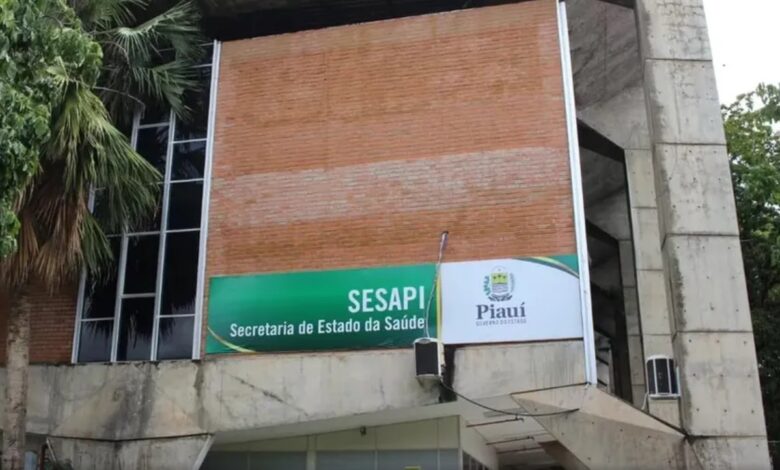 SESAPI
Secretaria de Estado da Saúde
Piauí
GOVERNO DO ESTADO